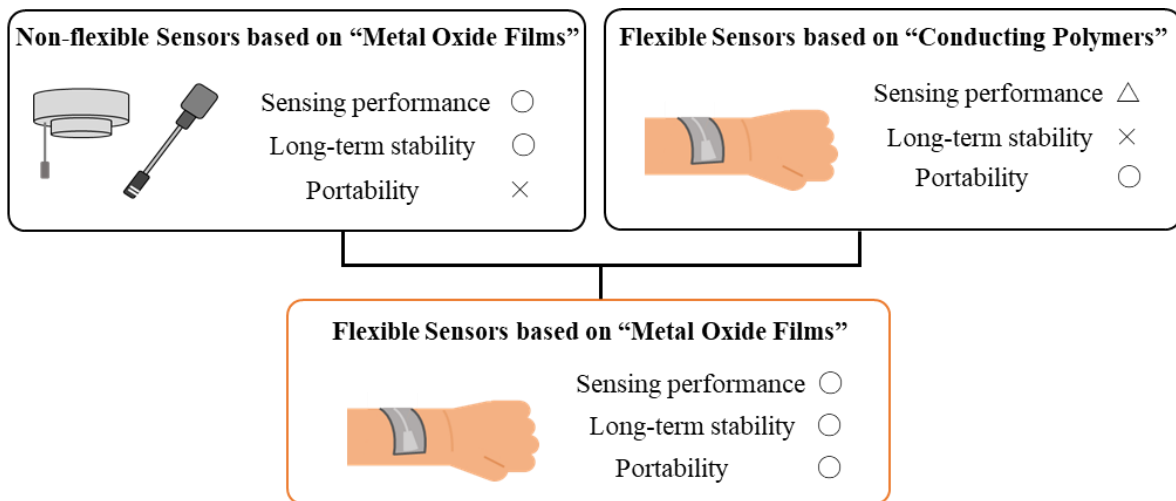 Non-flexible Sensors based on “Metal Oxide Films”
Sensing performance ○
Long-term stability ○
Portability ×
Flexible Sensors based on “Conducting Polymers”
Sensing performance △
Long-term stability ×
Portability ○
Flexible Sensors based on “Metal Oxide Films”
Sensing performance ○
Long-term stability ○
Portability ○